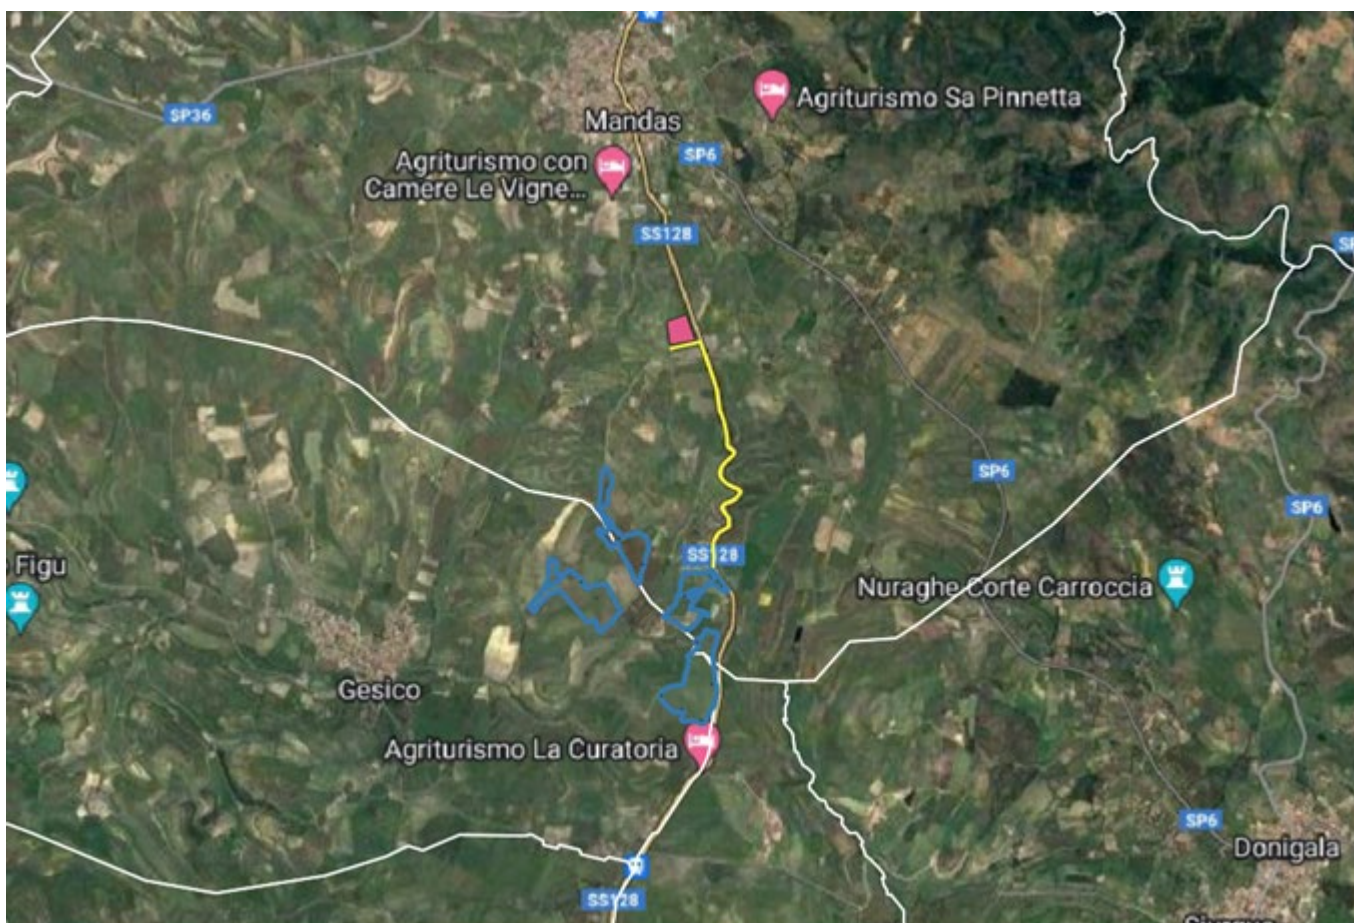 SP36
Mandas
Agriturismo Sa Pinnetta
SP6
Agriturismo con
Camere Le Vigne...
SS128
SP6
SP6
SS128
Figu
Nuraghe Corte Carroccia
Gesico
Agriturismo La Curatoria
SP6
Donigala
SS128